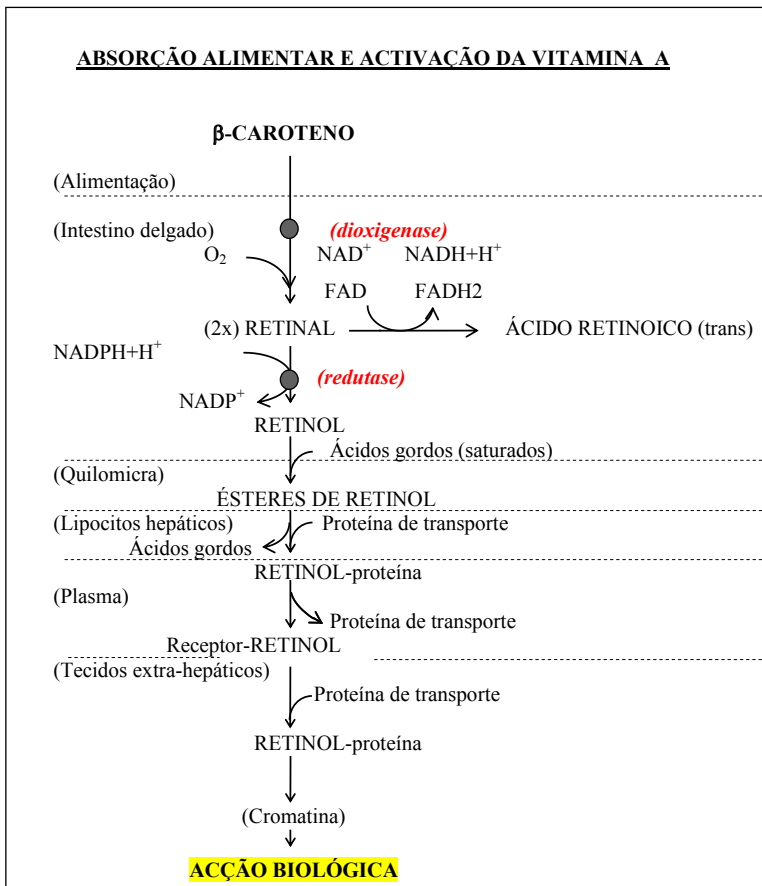 ABSORÇÃO ALIMENTAR E ACTIVAÇÃO DA VITAMINA A
β-CAROTENO
(Alimentação)
(Intestino delgado)
(dioxigenase)
O₂
NAD⁺ NADH+H⁺
FAD FADH2
(2x) RETINAL
ÁCIDO RETINOICO (trans)
NADPH+H⁺
(redutase)
NADP⁺
RETINOL
Ácidos gordos (saturados)
(Quilomicra)
ÉSTERES DE RETINOL
(Lipocitos hepáticos)
Proteína de transporte
Ácidos gordos
RETINOL-proteína
(Plasma)
Proteína de transporte
Receptor-RETINOL
(Tecidos extra-hepáticos)
Proteína de transporte
RETINOL-proteína
(Cromatina)
ACÇÃO BIOLÓGICA